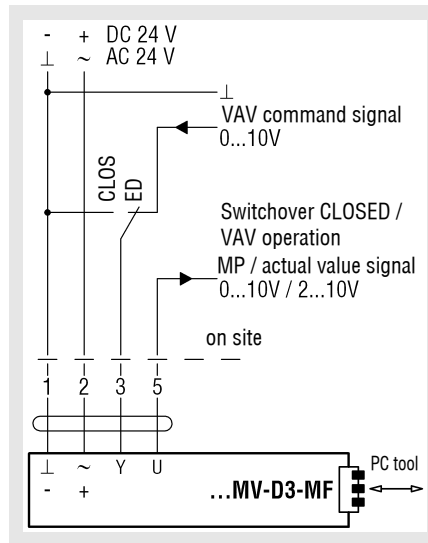 - + DC 24 V
⊥ ~ AC 24 V
⊥
VAV command signal
0...10V
CLOS
ED
Switchover CLOSED /
VAV operation
MP / actual value signal
0...10V / 2...10V
on site
1 2 3 5
⊥ ~ Y U
- +
...MV-D3-MF
PC tool